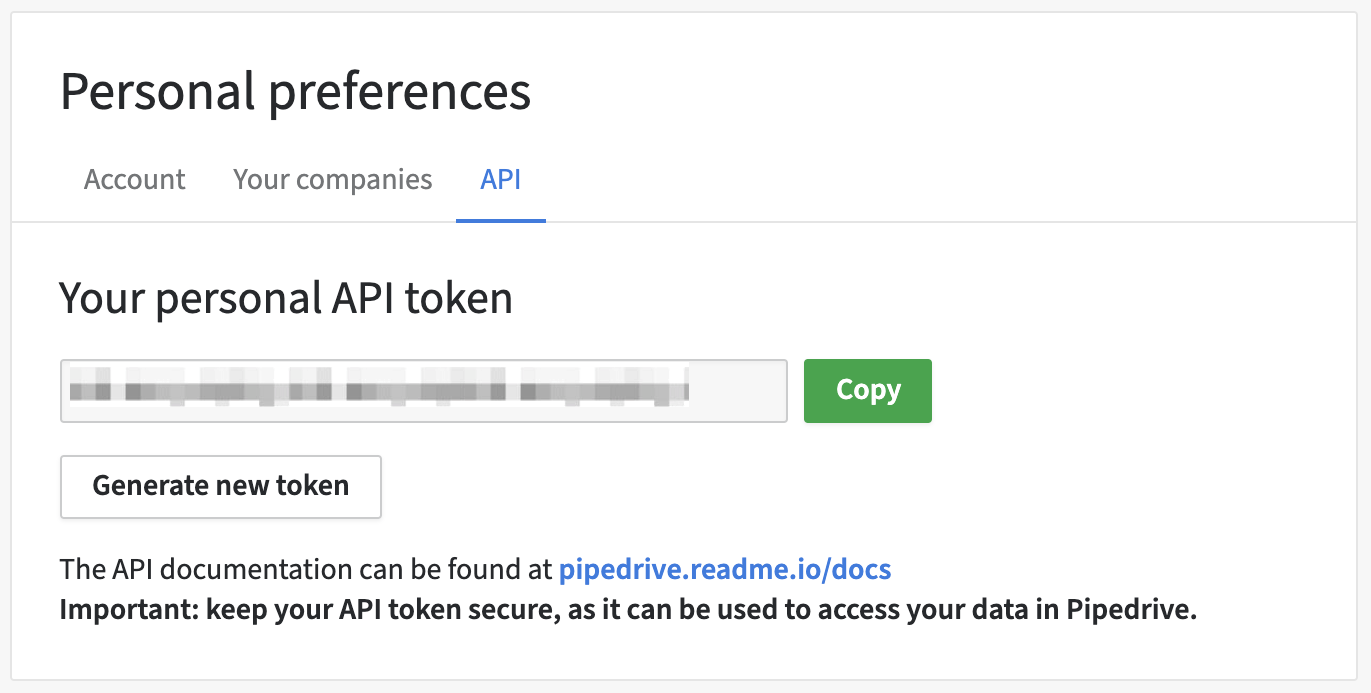 Personal preferences
Account Your companies API
Your personal API token
Copy
Generate new token
The API documentation can be found at pipedrive.readme.io/docs
Important: keep your API token secure, as it can be used to access your data in Pipedrive.